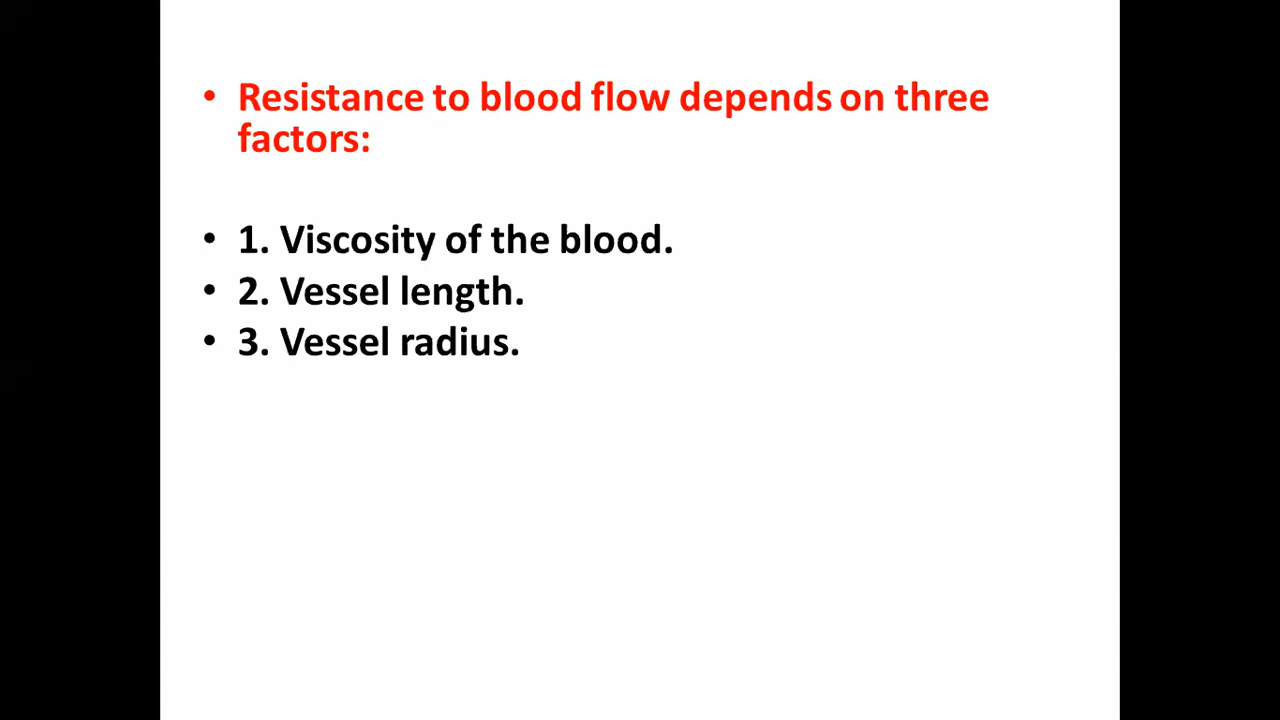 • Resistance to blood flow depends on three
factors:
• 1. Viscosity of the blood.
• 2. Vessel length.
• 3. Vessel radius.